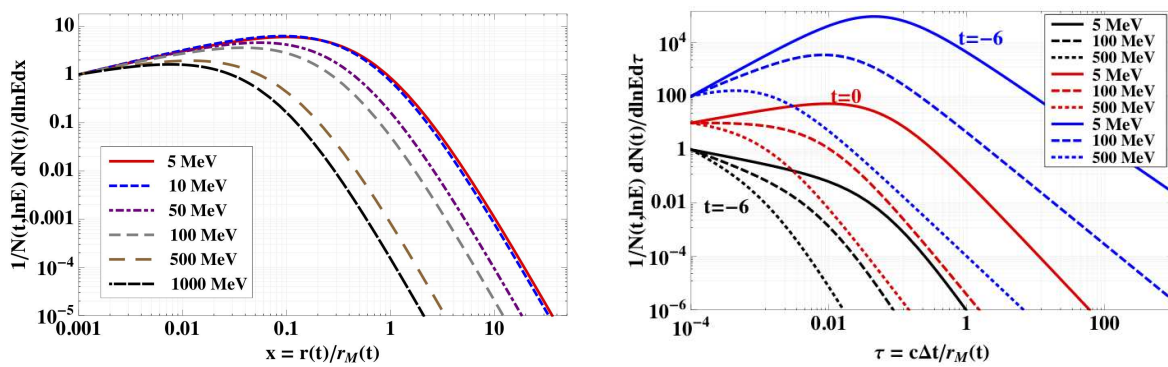 1/N(t,lnE) dN(t)/dlnEdx
10
1
0.1
0.01
0.001
10⁻⁴
10⁻⁵
5 MeV
10 MeV
50 MeV
100 MeV
500 MeV
1000 MeV
0.001 0.01 0.1 1 10
x = r(t)/r_M(t)
1/N(t,lnE) dN(t)/dlnEdτ
10⁴
100
1
0.01
10⁻⁴
10⁻⁶
t=−6
t=0
t=−6
5 MeV
100 MeV
500 MeV
5 MeV
100 MeV
500 MeV
5 MeV
100 MeV
500 MeV
10⁻⁴ 0.01 1 100
τ = cΔt/r_M(t)